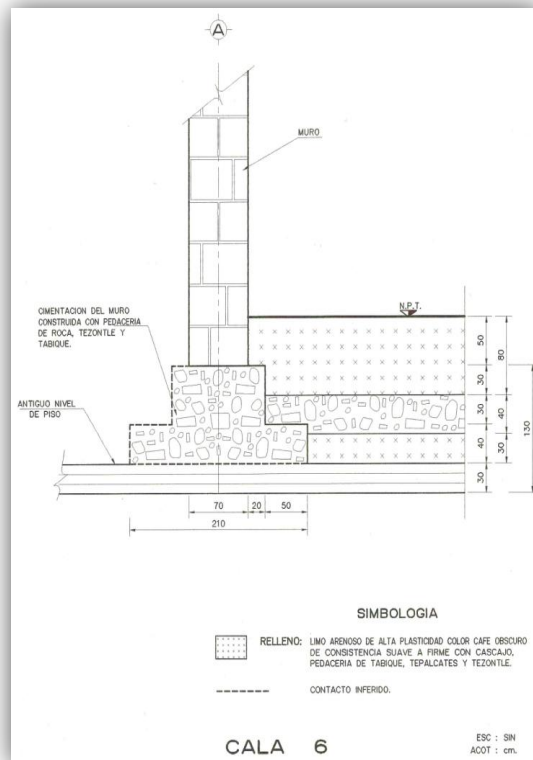 A
MURO
CIMENTACION DEL MURO
CONSTRUIDA CON PEDACERIA
DE ROCA, TEZONTLE Y
TABIQUE.
N.P.T.
ANTIGUO NIVEL
DE PISO
50
80
30
30
40
130
40
30
30
70
20
50
210
SIMBOLOGIA
RELLENO: LIMO ARENOSO DE ALTA PLASTICIDAD COLOR CAFE OBSCURO
DE CONSISTENCIA SUAVE A FIRME CON CASCAJO,
PEDACERIA DE TABIQUE, TEPALCATES Y TEZONTLE.
CONTACTO INFERIDO.
CALA 6
ESC : SIN
ACOT : cm.